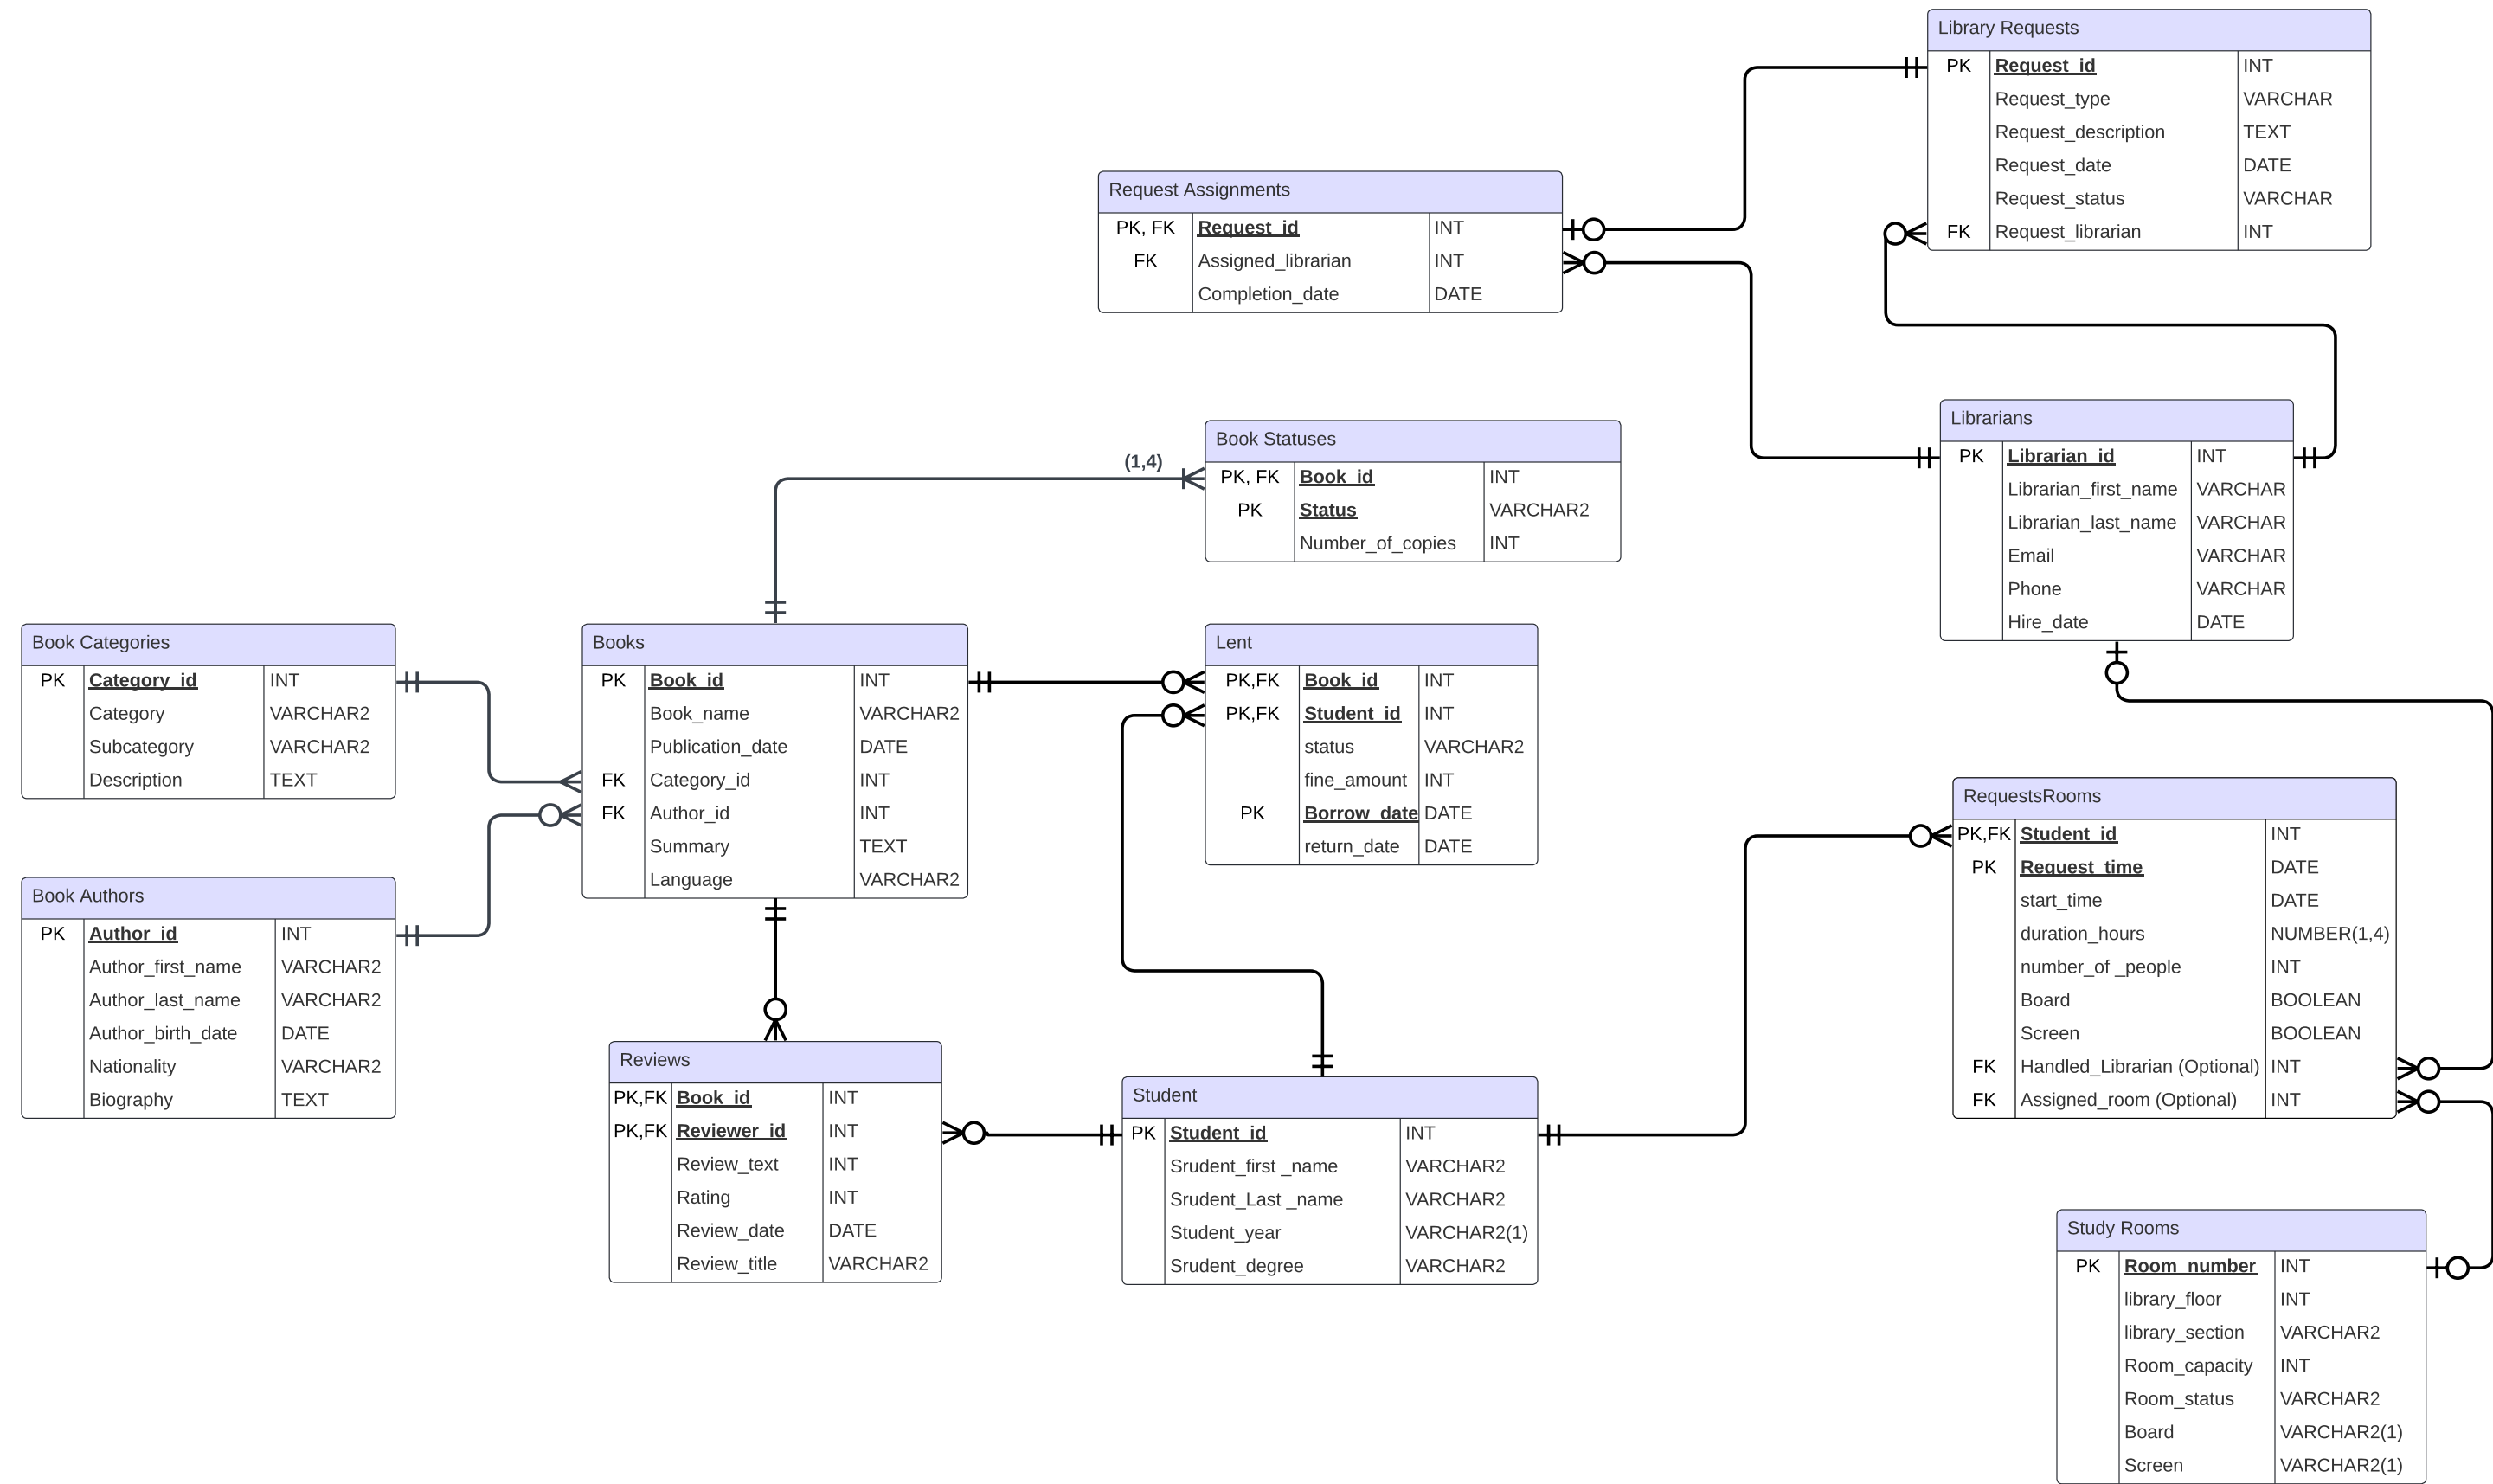 Library Requests
PK Request_id INT
Request_type VARCHAR
Request_description TEXT
Request_date DATE
Request_status VARCHAR
FK Request_librarian INT
Request Assignments
PK, FK Request_id INT
FK Assigned_librarian INT
Completion_date DATE
Librarians
PK Librarian_id INT
Librarian_first_name VARCHAR
Librarian_last_name VARCHAR
Email VARCHAR
Phone VARCHAR
Hire_date DATE
(1,4)
Book Statuses
PK, FK Book_id INT
PK Status VARCHAR2
Number_of_copies INT
Book Categories
PK Category_id INT
Category VARCHAR2
Subcategory VARCHAR2
Description TEXT
Books
PK Book_id INT
Book_name VARCHAR2
Publication_date DATE
FK Category_id INT
FK Author_id INT
Summary TEXT
Language VARCHAR2
Lent
PK,FK Book_id INT
PK,FK Student_id INT
status VARCHAR2
fine_amount INT
PK Borrow_date DATE
return_date DATE
RequestsRooms
PK,FK Student_id INT
PK Request_time DATE
start_time DATE
duration_hours NUMBER(1,4)
number_of _people INT
Board BOOLEAN
Screen BOOLEAN
FK Handled_Librarian (Optional) INT
FK Assigned_room (Optional) INT
Book Authors
PK Author_id INT
Author_first_name VARCHAR2
Author_last_name VARCHAR2
Author_birth_date DATE
Nationality VARCHAR2
Biography TEXT
Reviews
PK,FK Book_id INT
PK,FK Reviewer_id INT
Review_text INT
Rating INT
Review_date DATE
Review_title VARCHAR2
Student
PK Student_id INT
Srudent_first _name VARCHAR2
Srudent_Last _name VARCHAR2
Student_year VARCHAR2(1)
Srudent_degree VARCHAR2
Study Rooms
PK Room_number INT
library_floor INT
library_section VARCHAR2
Room_capacity INT
Room_status VARCHAR2
Board VARCHAR2(1)
Screen VARCHAR2(1)